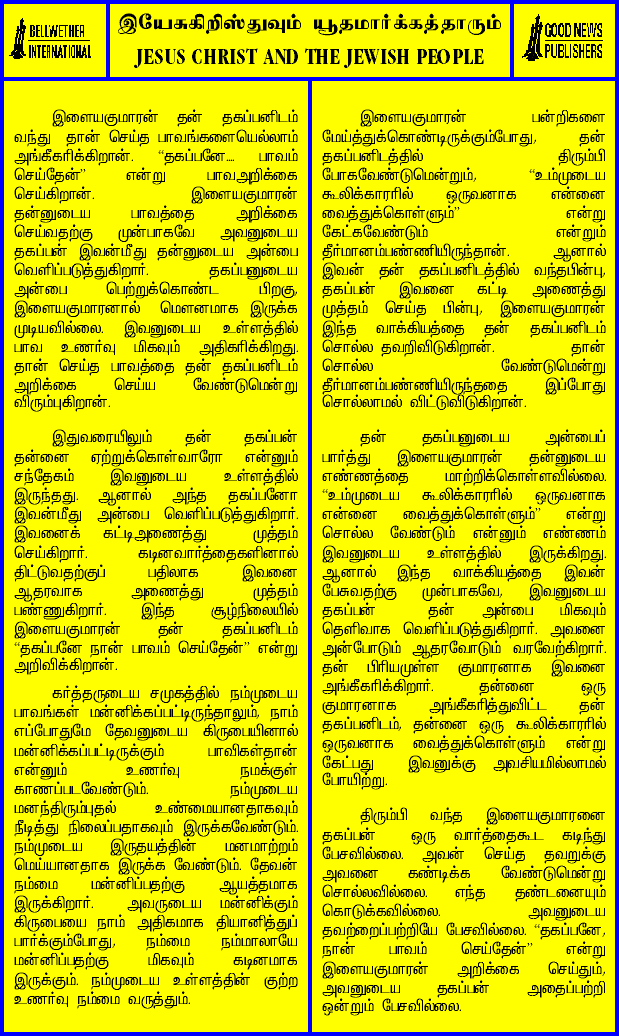 BELLWETHER
INTERNATIONAL
இயேசுகிறிஸ்துவும் யூதமார்க்கத்தாரும்
JESUS CHRIST AND THE JEWISH PEOPLE
GOOD NEWS
PUBLISHERS
இளையகுமாரன் தன் தகப்பனிடம்
வந்து தான் செய்த பாவங்களையெல்லாம்
அங்கீகரிக்கிறான். “தகப்பனே.... பாவம்
செய்தேன்” என்று பாவஅறிக்கை
செய்கிறான். இளையகுமாரன்
தன்னுடைய பாவத்தை அறிக்கை
செய்வதற்கு முன்பாகவே அவனுடைய
தகப்பன் இவன்மீது தன்னுடைய அன்பை
வெளிப்படுத்துகிறார். தகப்பனுடைய
அன்பை பெற்றுக்கொண்ட பிறகு,
இளையகுமாரனால் மௌனமாக இருக்க
முடியவில்லை. இவனுடைய உள்ளத்தில்
பாவ உணர்வு மிகவும் அதிகரிக்கிறது.
தான் செய்த பாவத்தை தன் தகப்பனிடம்
அறிக்கை செய்ய வேண்டுமென்று
விரும்புகிறான்.
இதுவரையிலும் தன் தகப்பன்
தன்னை ஏற்றுக்கொள்வாரோ என்னும்
சந்தேகம் இவனுடைய உள்ளத்தில்
இருந்தது. ஆனால் அந்த தகப்பனோ
இவன்மீது அன்பை வெளிப்படுத்துகிறார்.
இவனைக் கட்டிஅணைத்து முத்தம்
செய்கிறார். கடினவார்த்தைகளினால்
திட்டுவதற்குப் பதிலாக இவனை
ஆதரவாக அணைத்து முத்தம்
பண்ணுகிறார். இந்த சூழ்நிலையில்
இளையகுமாரன் தன் தகப்பனிடம்
“தகப்பனே நான் பாவம் செய்தேன்” என்று
அறிவிக்கிறான்.
கர்த்தருடைய சமுகத்தில் நம்முடைய
பாவங்கள் மன்னிக்கப்பட்டிருந்தாலும், நாம்
எப்போதுமே தேவனுடைய கிருபையினால்
மன்னிக்கப்பட்டிருக்கும் பாவிகள்தான்
என்னும் உணர்வு நமக்குள்
காணப்படவேண்டும். நம்முடைய
மனந்திரும்புதல் உண்மையானதாகவும்
நீடித்து நிலைப்பதாகவும் இருக்கவேண்டும்.
நம்முடைய இருதயத்தின் மனமாற்றம்
மெய்யானதாக இருக்க வேண்டும். தேவன்
நம்மை மன்னிப்பதற்கு ஆயத்தமாக
இருக்கிறார். அவருடைய மன்னிக்கும்
கிருபையை நாம் அதிகமாக தியானித்துப்
பார்க்கும்போது, நம்மை நம்மாலாயே
மன்னிப்பதற்கு மிகவும் கடினமாக
இருக்கும். நம்முடைய உள்ளத்தின் குற்ற
உணர்வு நம்மை வருத்தும்.
இளையகுமாரன் பன்றிகளை
மேய்த்துக்கொண்டிருக்கும்போது, தன்
தகப்பனிடத்தில் திரும்பி
போகவேண்டுமென்றும், “உம்முடைய
கூலிக்காரரில் ஒருவனாக என்னை
வைத்துக்கொள்ளும்” என்று
கேட்கவேண்டும் என்றும்
தீர்மானம்பண்ணியிருந்தான். ஆனால்
இவன் தன் தகப்பனிடத்தில் வந்தபின்பு,
தகப்பன் இவனை கட்டி அணைத்து
முத்தம் செய்த பின்பு, இளையகுமாரன்
இந்த வாக்கியத்தை தன் தகப்பனிடம்
சொல்ல தவறிவிடுகிறான். தான்
சொல்ல வேண்டுமென்று
தீர்மானம்பண்ணியிருந்ததை இப்போது
சொல்லாமல் விட்டுவிடுகிறான்.
தன் தகப்பனுடைய அன்பைப்
பார்த்து இளையகுமாரன் தன்னுடைய
எண்ணத்தை மாற்றிக்கொள்ளவில்லை.
“உம்முடைய கூலிக்காரரில் ஒருவனாக
என்னை வைத்துக்கொள்ளும்” என்று
சொல்ல வேண்டும் என்னும் எண்ணம்
இவனுடைய உள்ளத்தில் இருக்கிறது.
ஆனால் இந்த வாக்கியத்தை இவன்
பேசுவதற்கு முன்பாகவே, இவனுடைய
தகப்பன் தன் அன்பை மிகவும்
தெளிவாக வெளிப்படுத்துகிறார். அவனை
அன்போடும் ஆதரவோடும் வரவேற்கிறார்.
தன் பிரியமுள்ள குமாரனாக இவனை
அங்கீகரிக்கிறார். தன்னை ஒரு
குமாரனாக அங்கீகரித்துவிட்ட தன்
தகப்பனிடம், தன்னை ஒரு கூலிக்காரரில்
ஒருவனாக வைத்துக்கொள்ளும் என்று
கேட்பது இவனுக்கு அவசியமில்லாமல்
போயிற்று.
திரும்பி வந்த இளையகுமாரனை
தகப்பன் ஒரு வார்த்தைகூட கடிந்து
பேசவில்லை. அவன் செய்த தவறுக்கு
அவனை கண்டிக்க வேண்டுமென்று
சொல்லவில்லை. எந்த தண்டனையும்
கொடுக்கவில்லை. அவனுடைய
தவற்றைப்பற்றியே பேசவில்லை. “தகப்பனே,
நான் பாவம் செய்தேன்” என்று
இளையகுமாரன் அறிக்கை செய்தும்,
அவனுடைய தகப்பன் அதைப்பற்றி
ஒன்றும் பேசவில்லை.